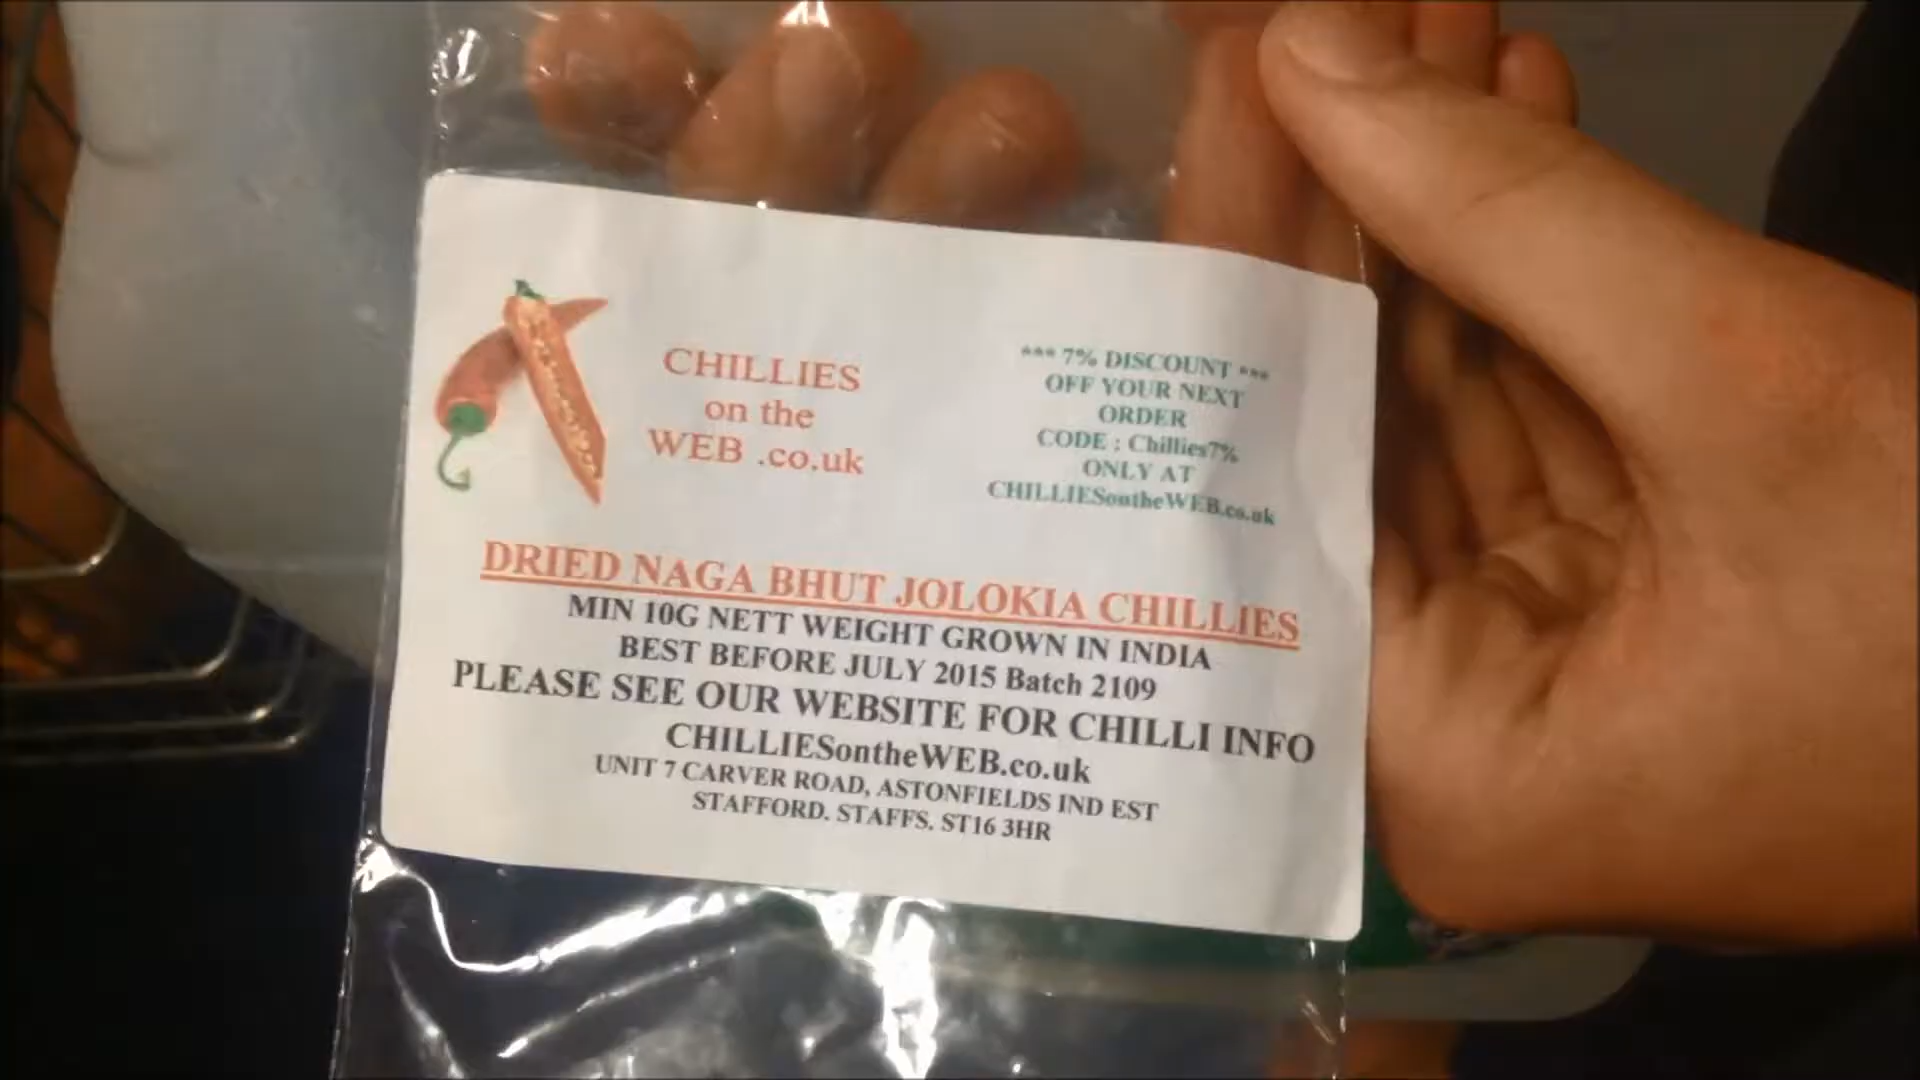 CHILLIES
on the
WEB .co.uk
*** 7% DISCOUNT ***
OFF YOUR NEXT
ORDER
CODE : Chillies7%
ONLY AT
CHILLIESontheWEB.co.uk
DRIED NAGA BHUT JOLOKIA CHILLIES
MIN 10G NETT WEIGHT GROWN IN INDIA
BEST BEFORE JULY 2015 Batch 2109
PLEASE SEE OUR WEBSITE FOR CHILLI INFO
CHILLIESontheWEB.co.uk
UNIT 7 CARVER ROAD, ASTONFIELDS IND EST
STAFFORD. STAFFS. ST16 3HR